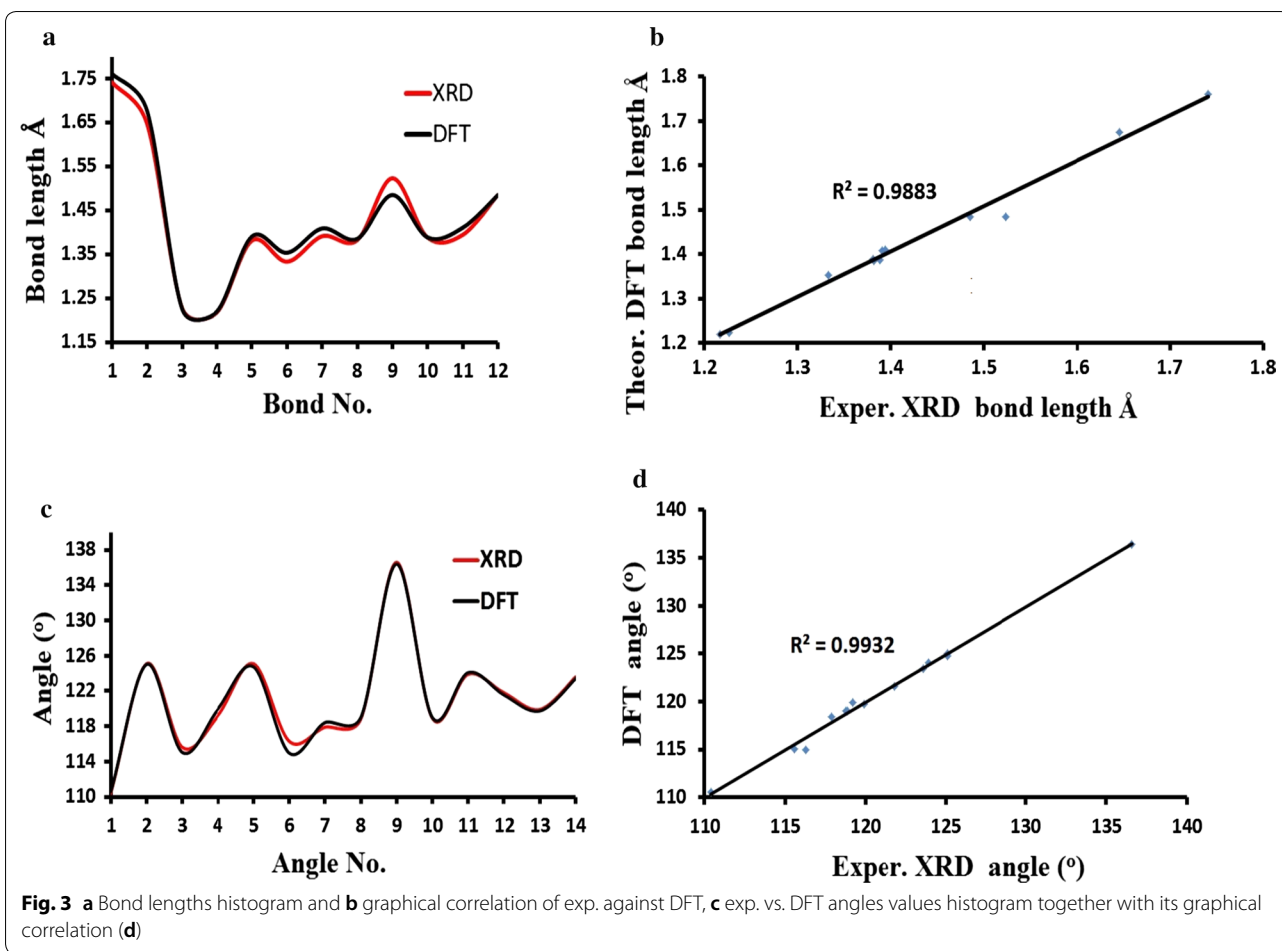 a
1.75
1.65
1.55
1.45
1.35
1.25
1.15
Bond length Å
XRD
DFT
1 2 3 4 5 6 7 8 9 10 11 12
Bond No.
b
1.8
1.7
1.6
1.5
1.4
1.3
1.2
Theor. DFT bond length Å
R² = 0.9883
1.2 1.3 1.4 1.5 1.6 1.7 1.8
Exper. XRD bond length Å
c
138
134
130
126
122
118
114
110
Angle (°)
XRD
DFT
1 2 3 4 5 6 7 8 9 10 11 12 13 14
Angle No.
d
140
135
130
125
120
115
110
DFT angle (°)
R² = 0.9932
110 115 120 125 130 135 140
Exper. XRD angle (°)
Fig. 3 a Bond lengths histogram and b graphical correlation of exp. against DFT, c exp. vs. DFT angles values histogram together with its graphical
correlation (d)